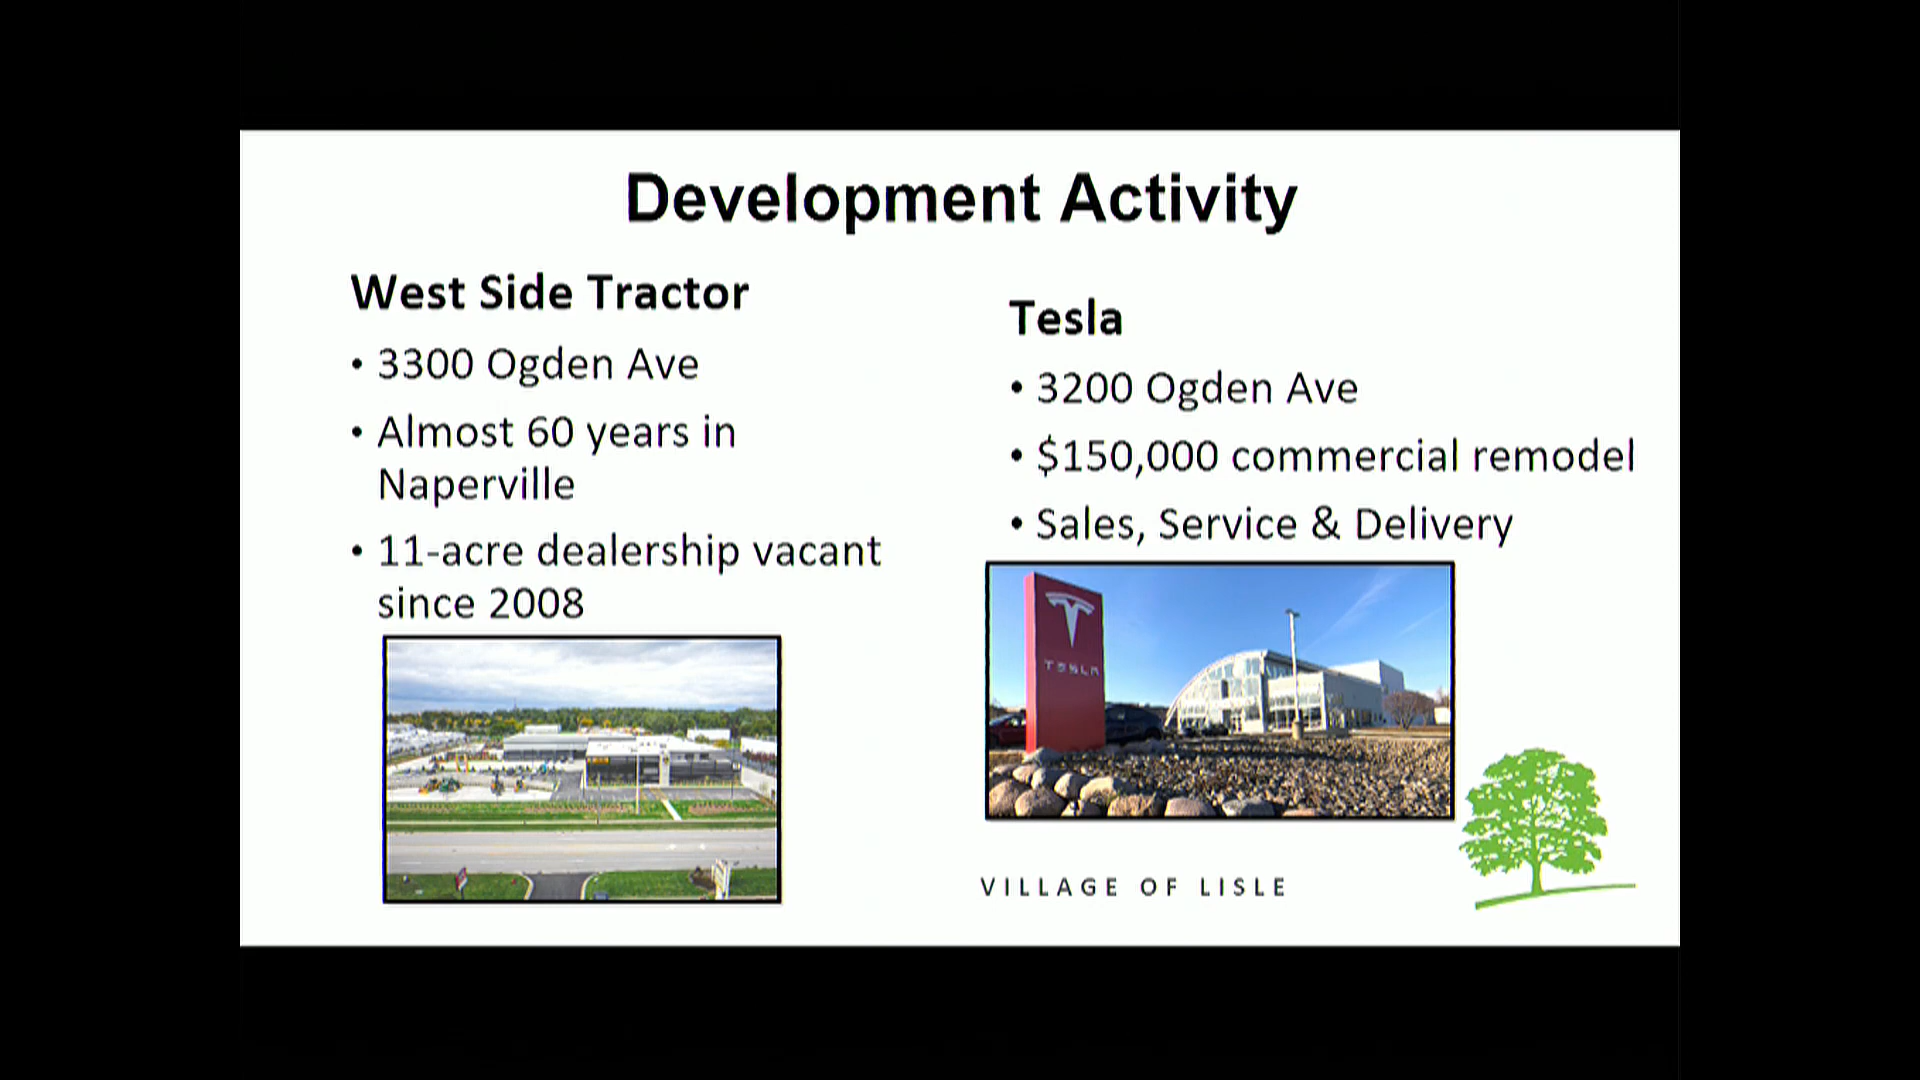 Development Activity
West Side Tractor
• 3300 Ogden Ave
• Almost 60 years in
Naperville
• 11-acre dealership vacant
since 2008
Tesla
• 3200 Ogden Ave
• $150,000 commercial remodel
• Sales, Service & Delivery
TESLA
VILLAGE OF LISLE